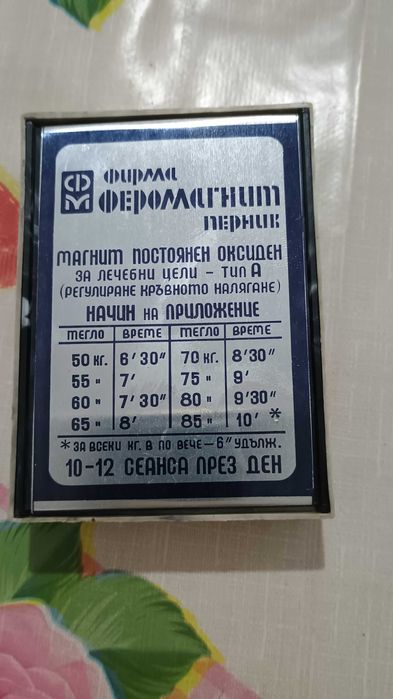 ФМ фирма
ФЕРОМАГНИТ
ПЕРНИК
МАГНИТ ПОСТОЯНЕН ОКСИДЕН
ЗА ЛЕЧЕБНИ ЦЕЛИ - ТИП А
(РЕГУЛИРАНЕ КРЪВНОТО НАЛЯГАНЕ)
НАЧИН НА ПРИЛОЖЕНИЕ
ТЕГЛО ВРЕМЕ ТЕГЛО ВРЕМЕ
50 КГ. 6'30" 70 КГ. 8'30"
55 " 7' 75 " 9'
60 " 7'30" 80 " 9'30"
65 " 8' 85 " 10' *
* ЗА ВСЕКИ КГ. В ПО ВЕЧЕ - 6" УДЪЛЖ.
10-12 СЕАНСА ПРЕЗ ДЕН